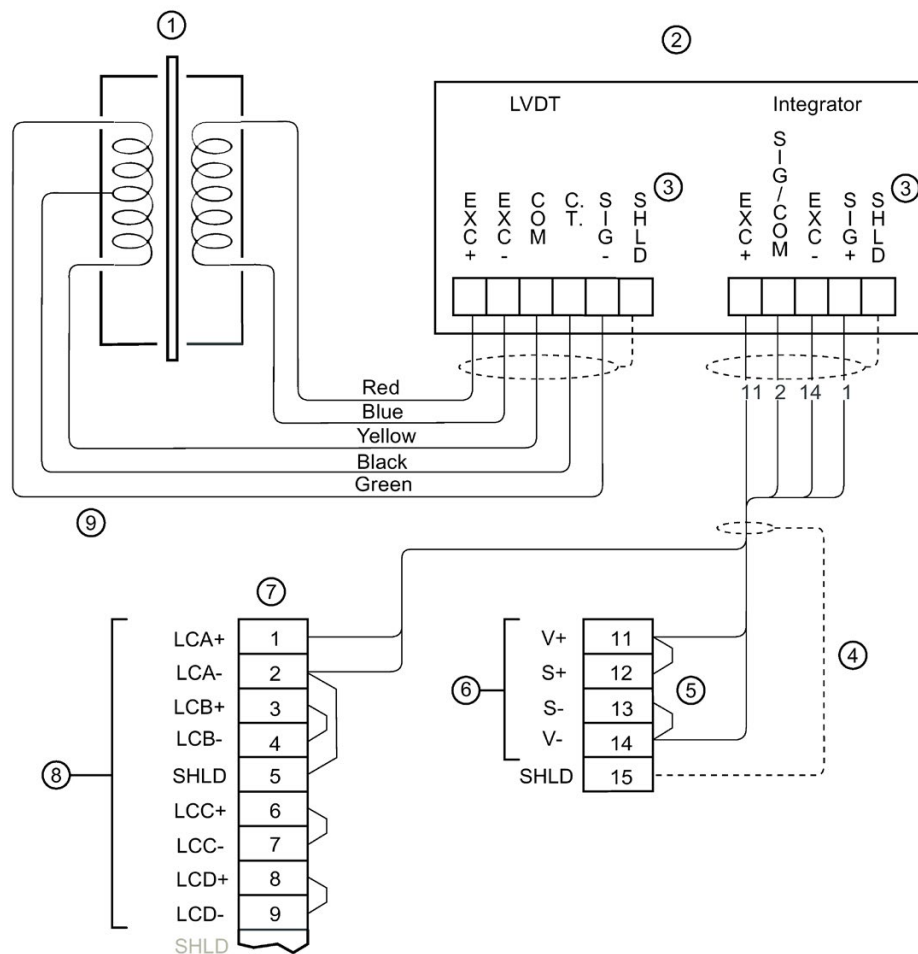 1
2
LVDT
Integrator
EXC+
EXC-
COM
C.T.
SIG-
SHLD
3
EXC+
SIG/COM
EXC-
SIG+
SHLD
3
11 2 14 1
Red
Blue
Yellow
Black
Green
9
7
LCA+ 1
LCA- 2
LCB+ 3
LCB- 4
SHLD 5
LCC+ 6
LCC- 7
LCD+ 8
LCD- 9
SHLD
8
V+ 11
S+ 12
S- 13
V- 14
SHLD 15
6
5
4